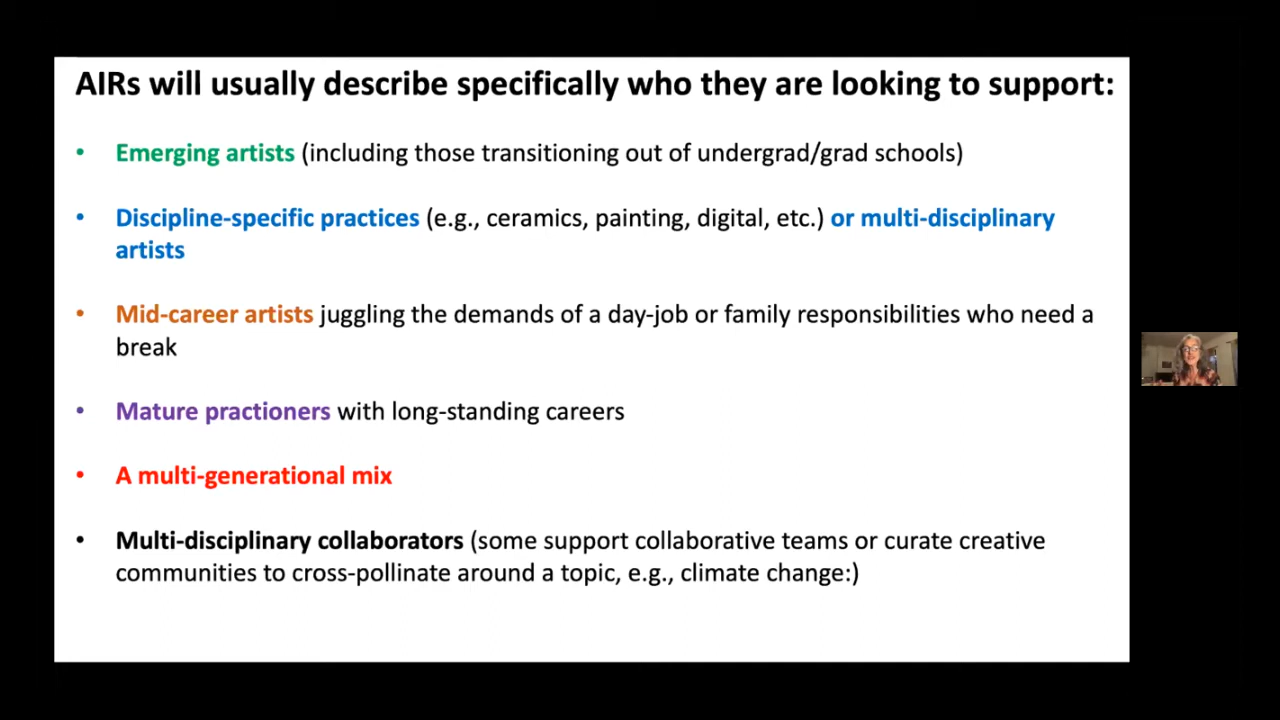 AIRs will usually describe specifically who they are looking to support:
• Emerging artists (including those transitioning out of undergrad/grad schools)
• Discipline-specific practices (e.g., ceramics, painting, digital, etc.) or multi-disciplinary
artists
• Mid-career artists juggling the demands of a day-job or family responsibilities who need a
break
• Mature practioners with long-standing careers
• A multi-generational mix
• Multi-disciplinary collaborators (some support collaborative teams or curate creative
communities to cross-pollinate around a topic, e.g., climate change:)